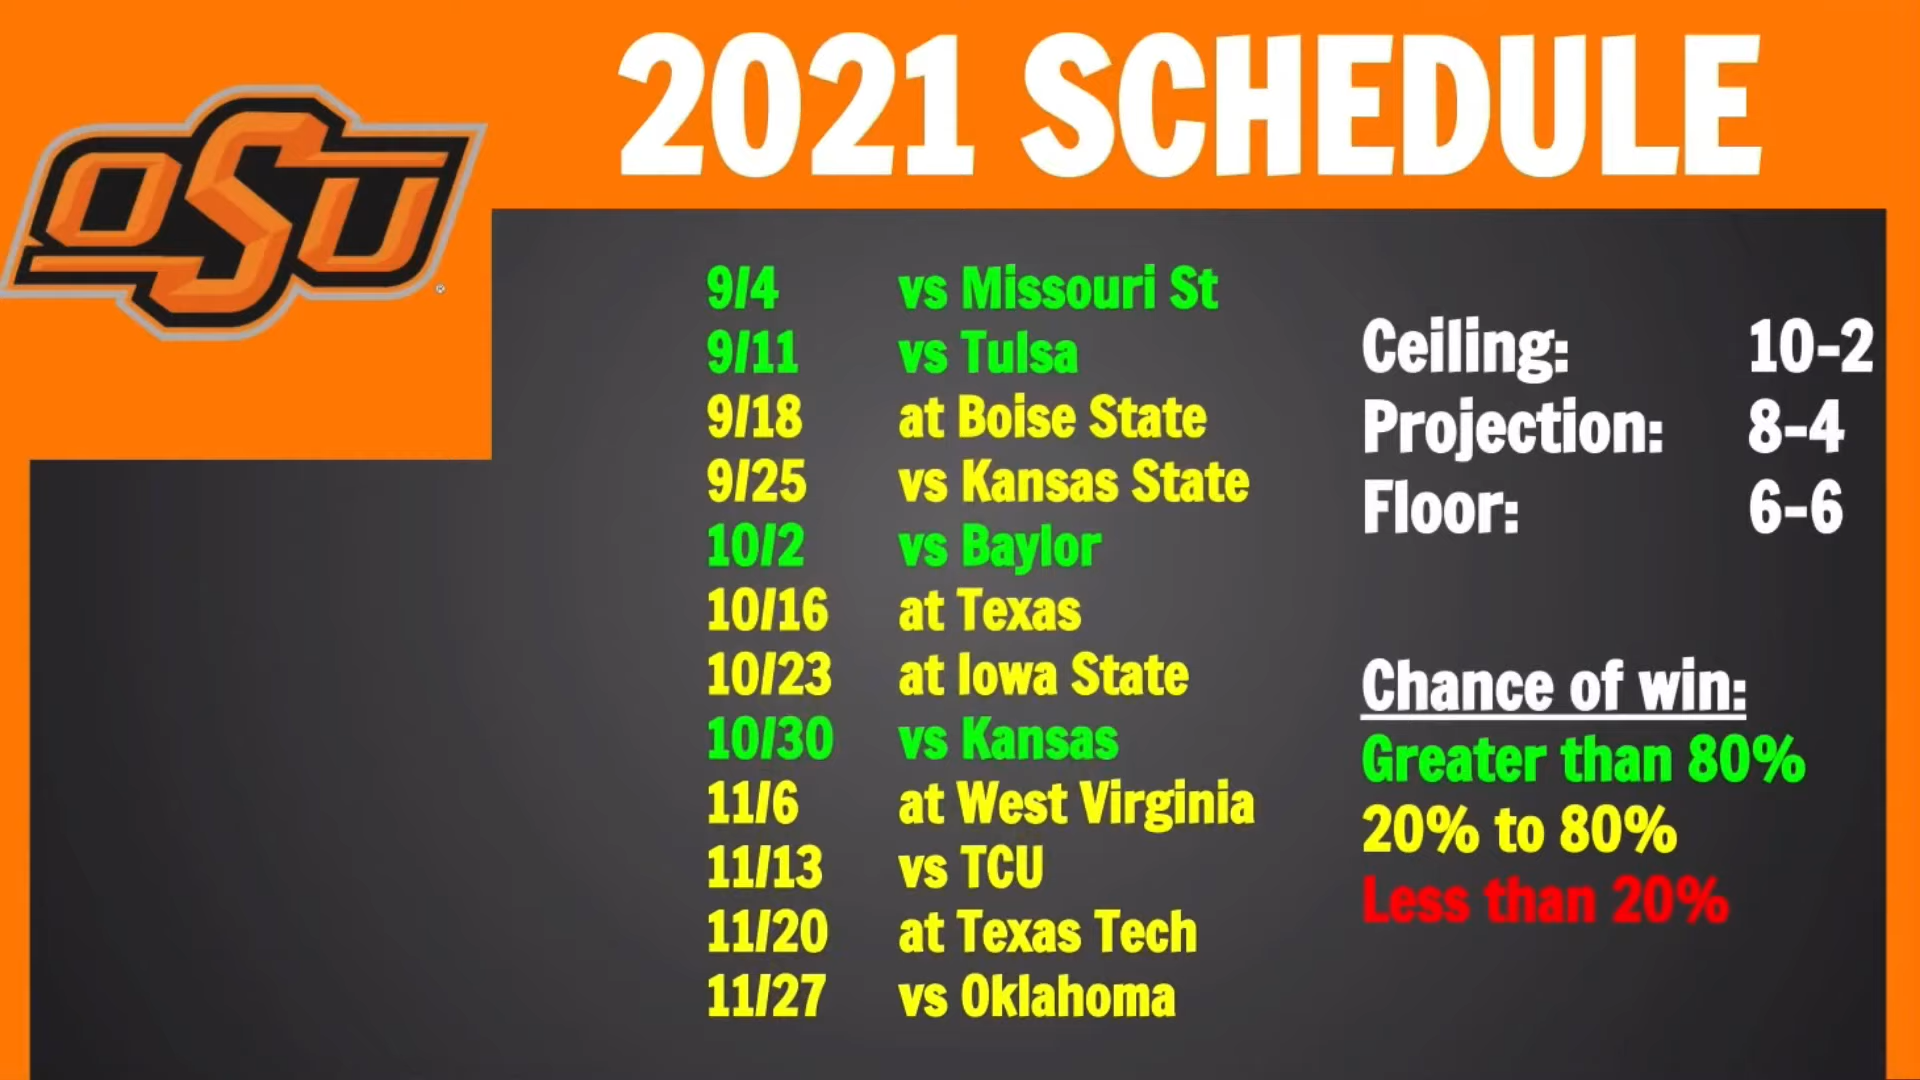 2021 SCHEDULE
OSU
9/4 vs Missouri St
9/11 vs Tulsa
9/18 at Boise State
9/25 vs Kansas State
10/2 vs Baylor
10/16 at Texas
10/23 at Iowa State
10/30 vs Kansas
11/6 at West Virginia
11/13 vs TCU
11/20 at Texas Tech
11/27 vs Oklahoma
Ceiling: 10-2
Projection: 8-4
Floor: 6-6
Chance of win:
Greater than 80%
20% to 80%
Less than 20%